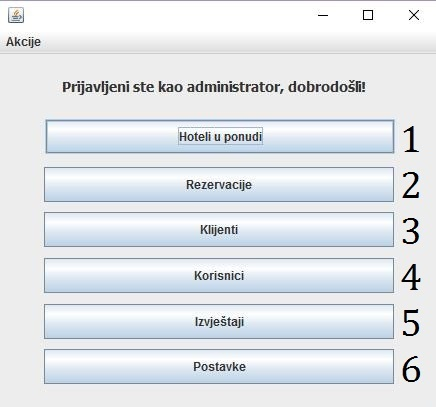 Akcije
Prijavljeni ste kao administrator, dobrodošli!
Hoteli u ponudi 1
Rezervacije 2
Klijenti 3
Korisnici 4
Izvještaji 5
Postavke 6